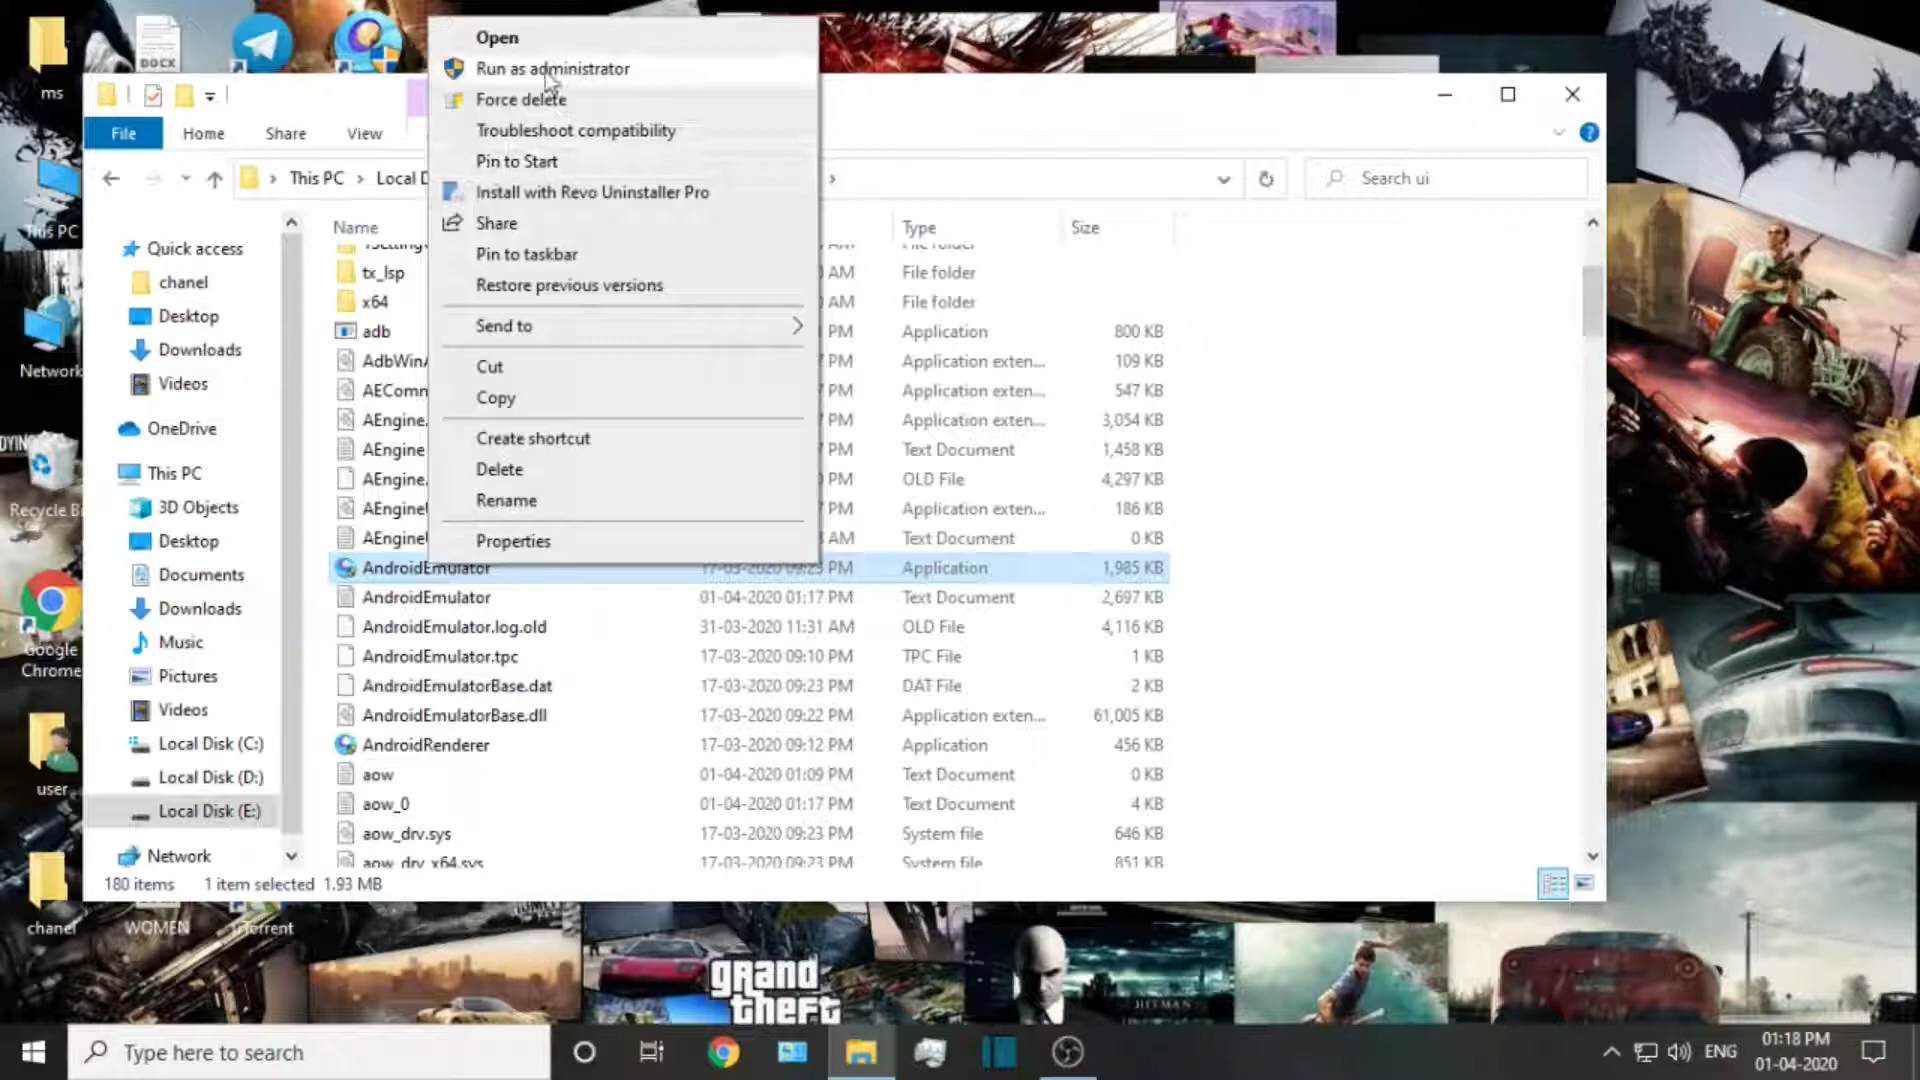 DOCX
ms
This PC
Network
Recycle Bi
Google
Chrome
user
chanel
WOMEN
Open
Run as administrator
Force delete
Troubleshoot compatibility
Pin to Start
Install with Revo Uninstaller Pro
Share
Pin to taskbar
Restore previous versions
Send to
Cut
Copy
Create shortcut
Delete
Rename
Properties
File Home Share View
This PC > Local D
Search ui
Quick access
chanel
Desktop
Downloads
Videos
OneDrive
This PC
3D Objects
Desktop
Documents
Downloads
Music
Pictures
Videos
Local Disk (C:)
Local Disk (D:)
Local Disk (E:)
Network
Name Type Size
AM File folder
tx_lsp AM File folder
x64 AM File folder
adb PM Application 800 KB
AdbWinA PM Application exten... 109 KB
AEComm PM Application exten... 547 KB
AEngine. PM Application exten... 3,054 KB
AEngine PM Text Document 1,458 KB
AEngine. PM OLD File 4,297 KB
AEngine PM Application exten... 186 KB
AEngine AM Text Document 0 KB
AndroidEmulator 17-03-2020 09:23 PM Application 1,985 KB
AndroidEmulator 01-04-2020 01:17 PM Text Document 2,697 KB
AndroidEmulator.log.old 31-03-2020 11:31 AM OLD File 4,116 KB
AndroidEmulator.tpc 17-03-2020 09:10 PM TPC File 1 KB
AndroidEmulatorBase.dat 17-03-2020 09:23 PM DAT File 2 KB
AndroidEmulatorBase.dll 17-03-2020 09:22 PM Application exten... 61,005 KB
AndroidRenderer 17-03-2020 09:12 PM Application 456 KB
aow 01-04-2020 01:09 PM Text Document 0 KB
aow_0 01-04-2020 01:17 PM Text Document 4 KB
aow_drv.sys 17-03-2020 09:23 PM System file 646 KB
aow_drv_x64.sys 17-03-2020 09:23 PM System file 851 KB
180 items 1 item selected 1.93 MB
grand
theft
HITMAN
Type here to search
ENG
01:18 PM
01-04-2020